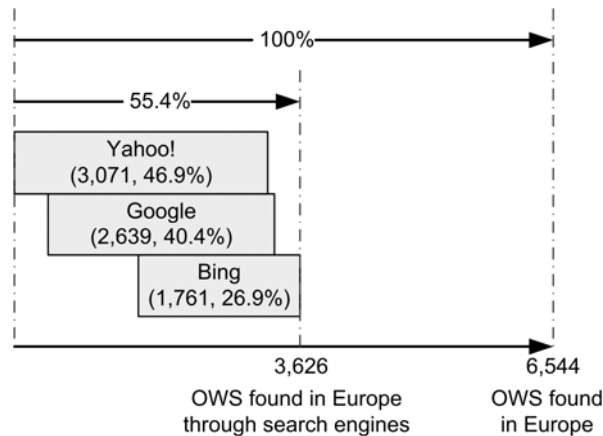 100%
55.4%
Yahoo!
(3,071, 46.9%)
Google
(2,639, 40.4%)
Bing
(1,761, 26.9%)
3,626
OWS found in Europe
through search engines
6,544
OWS found
in Europe